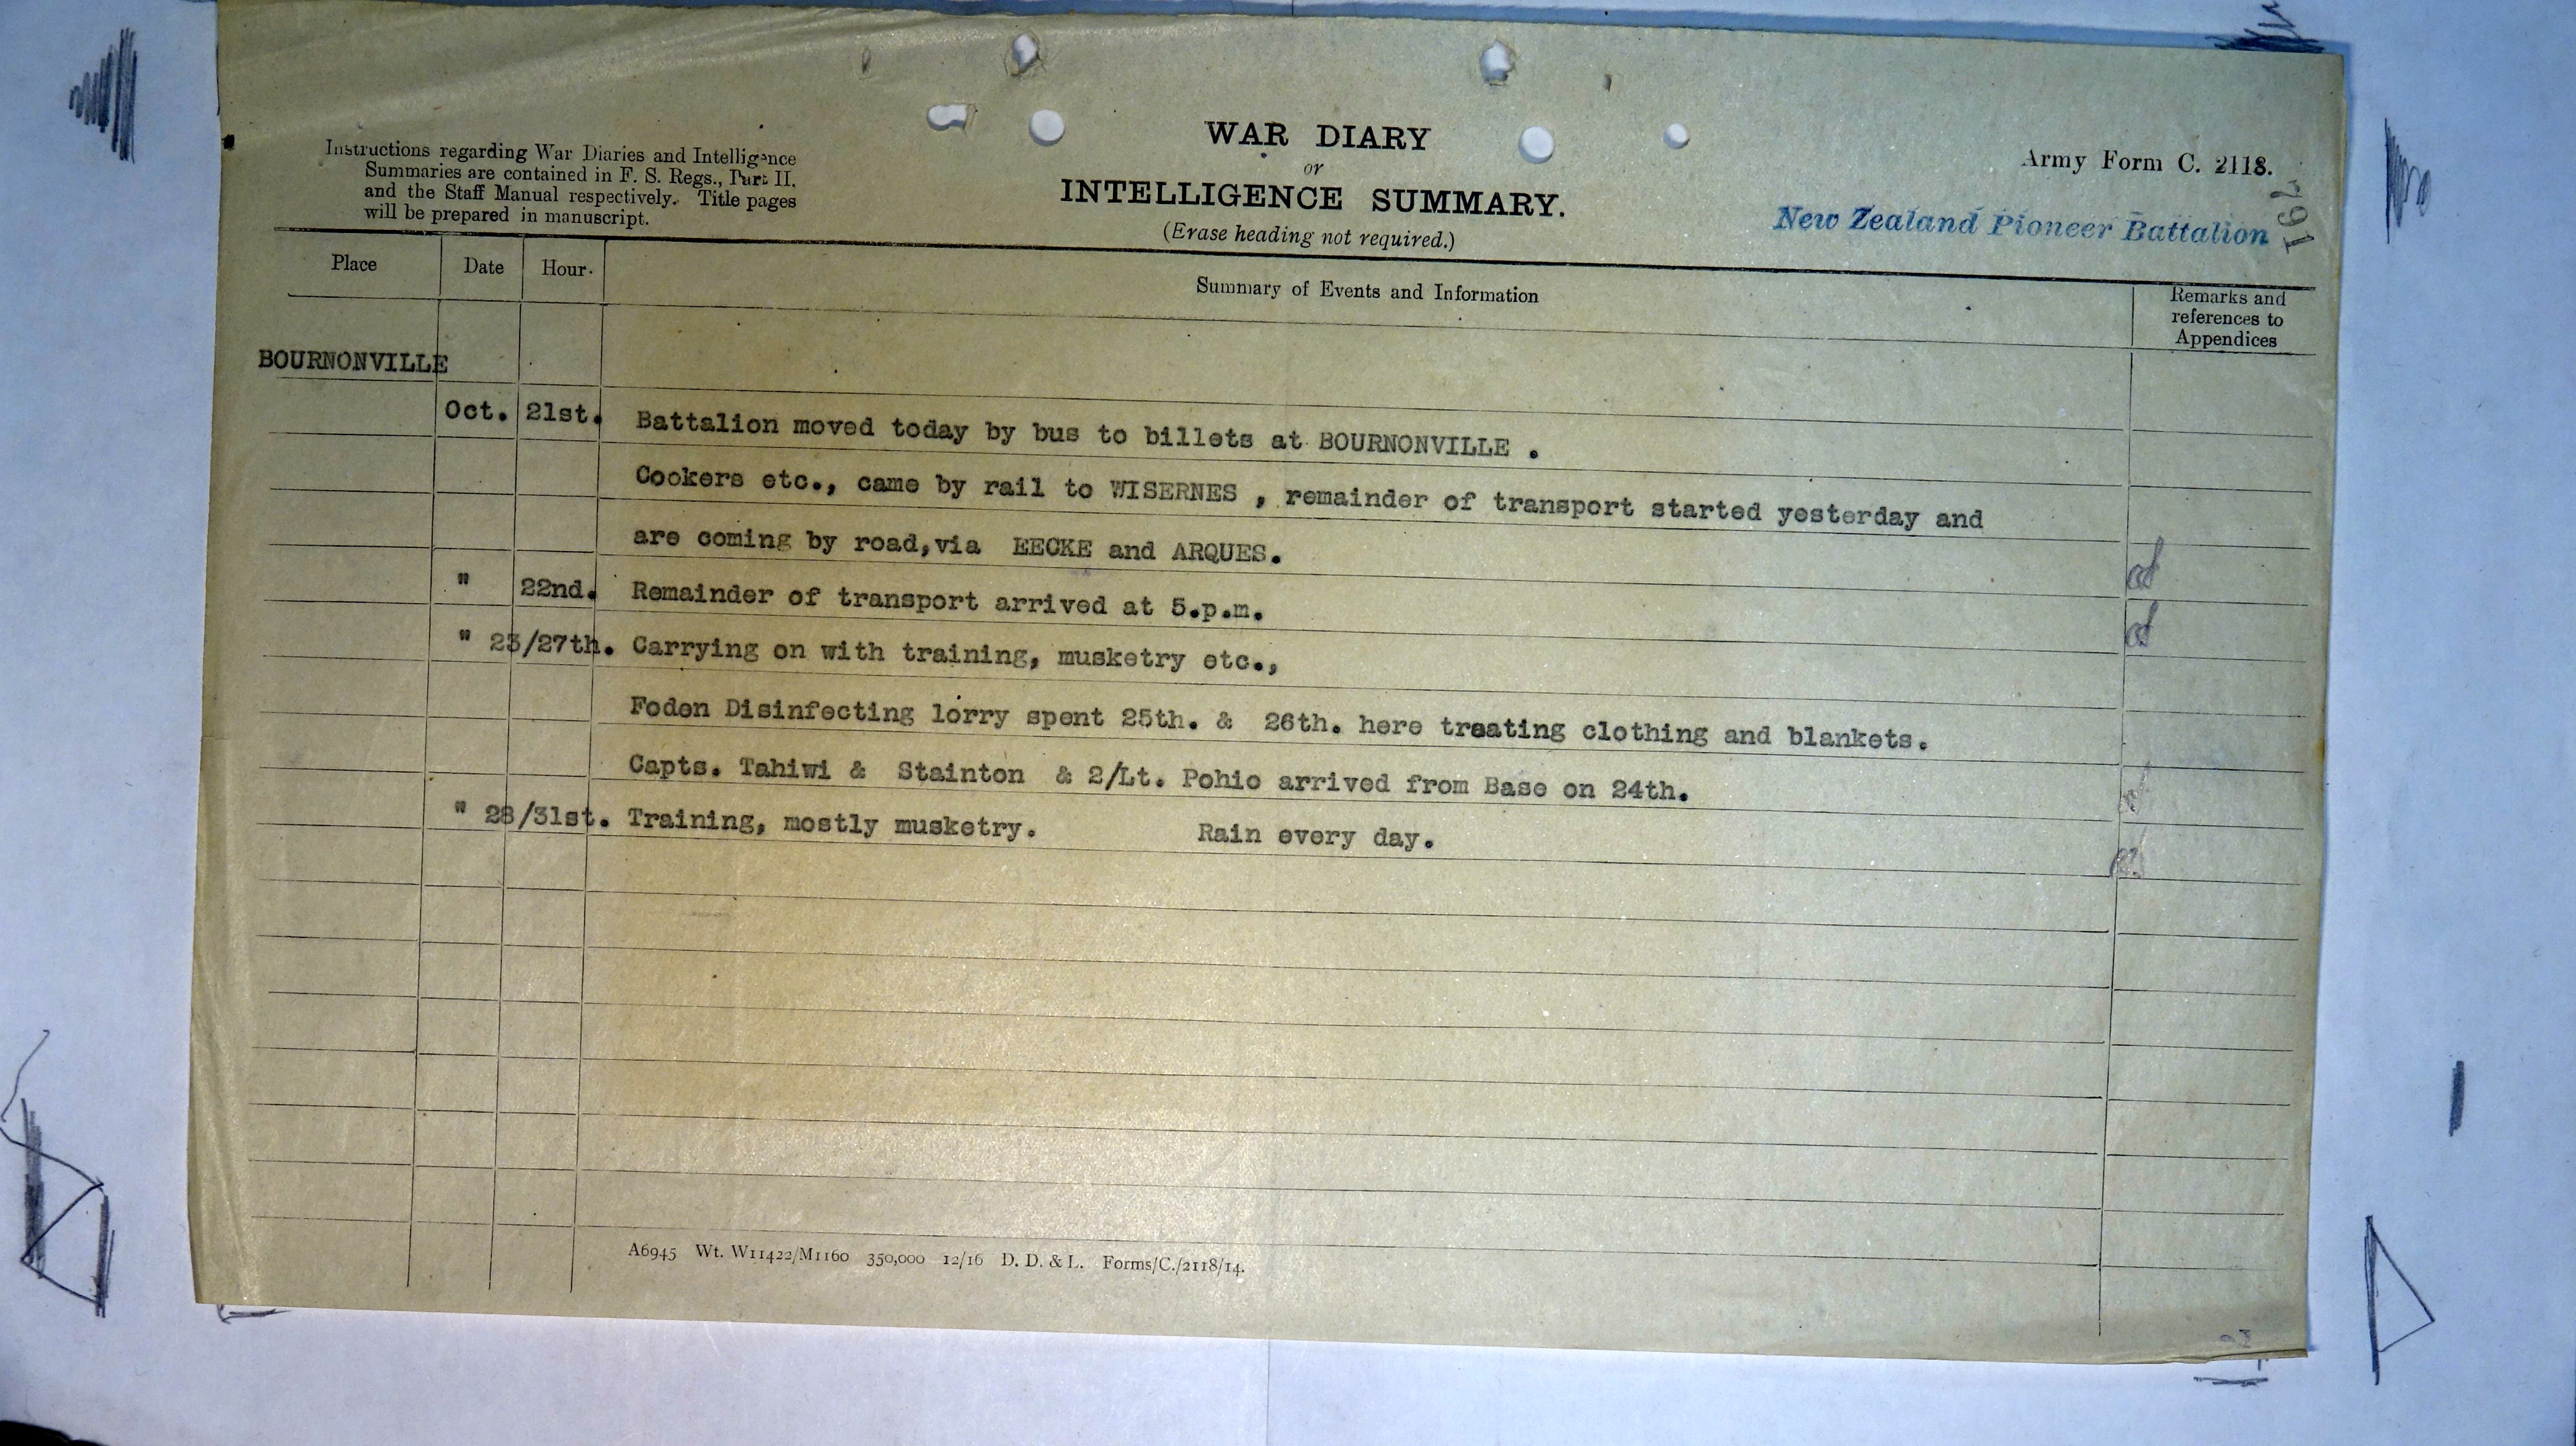 Instructions regarding War Diaries and Intelligence
Summaries are contained in F. S. Regs., Part II.
and the Staff Manual respectively. Title pages
will be prepared in manuscript.
WAR DIARY
or
INTELLIGENCE SUMMARY.
(Erase heading not required.)
Army Form C. 2118.
New Zealand Pioneer Battalion
Place Date Hour. Summary of Events and Information
Remarks and
references to
Appendices
BOURNONVILLE
Oct. 21st. Battalion moved today by bus to billets at BOURNONVILLE .
Cookers etc., came by rail to WISERNES , remainder of transport started yesterday and
are coming by road,via EECKE and ARQUES.
" 22nd. Remainder of transport arrived at 5.p.m.
" 23/27th. Carrying on with training, musketry etc.,
Foden Disinfecting lorry spent 25th. & 26th. here treating clothing and blankets.
Capts. Tahiwi & Stainton & 2/Lt. Pohio arrived from Base on 24th.
" 28/31st. Training, mostly musketry. Rain every day.
A6945 Wt. W11422/M1160 350,000 12/16 D. D. & L. Forms/C./2118/14.